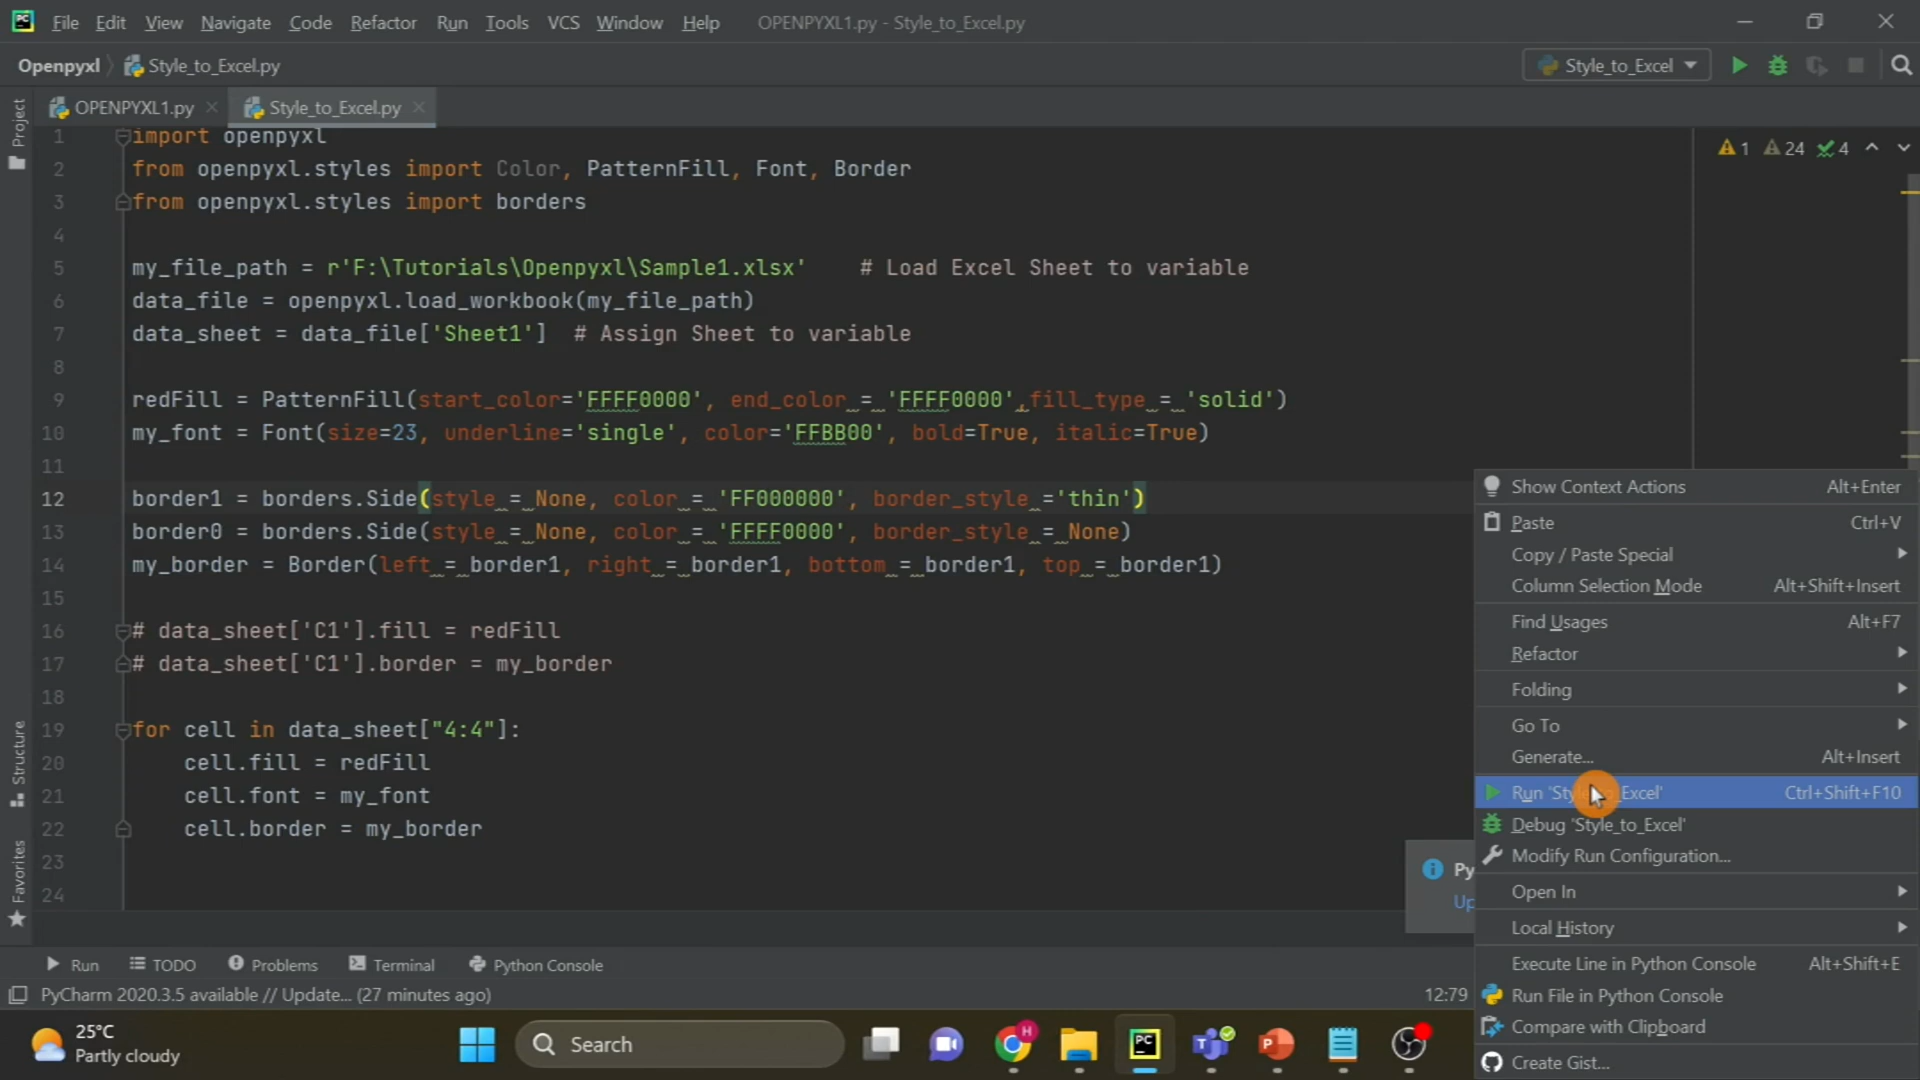 File Edit View Navigate Code Refactor Run Tools VCS Window Help OPENPYXL1.py - Style_to_Excel.py
Openpyxl Style_to_Excel.py Style_to_Excel
OPENPYXL1.py Style_to_Excel.py
Project
Structure
Favorites
1 24 4
1 import openpyxl
2 from openpyxl.styles import Color, PatternFill, Font, Border
3 from openpyxl.styles import borders
4
5 my_file_path = r'F:\Tutorials\Openpyxl\Sample1.xlsx' # Load Excel Sheet to variable
6 data_file = openpyxl.load_workbook(my_file_path)
7 data_sheet = data_file['Sheet1'] # Assign Sheet to variable
8
9 redFill = PatternFill(start_color='FFFF0000', end_color = 'FFFF0000',fill_type = 'solid')
10 my_font = Font(size=23, underline='single', color='FFBB00', bold=True, italic=True)
11
12 border1 = borders.Side(style = None, color = 'FF000000', border_style ='thin')
13 border0 = borders.Side(style = None, color = 'FFFF0000', border_style = None)
14 my_border = Border(left = border1, right = border1, bottom = border1, top = border1)
15
16 # data_sheet['C1'].fill = redFill
17 # data_sheet['C1'].border = my_border
18
19 for cell in data_sheet["4:4"]:
20 cell.fill = redFill
21 cell.font = my_font
22 cell.border = my_border
23
24
Show Context Actions Alt+Enter
Paste Ctrl+V
Copy / Paste Special
Column Selection Mode Alt+Shift+Insert
Find Usages Alt+F7
Refactor
Folding
Go To
Generate... Alt+Insert
Run 'Style_to_Excel' Ctrl+Shift+F10
Debug 'Style_to_Excel'
Modify Run Configuration...
Open In
Local History
Execute Line in Python Console Alt+Shift+E
Run File in Python Console
Compare with Clipboard
Create Gist...
Py
Up
Run TODO Problems Terminal Python Console
PyCharm 2020.3.5 available // Update... (27 minutes ago) 12:79
25°C
Partly cloudy
Search
H
PC